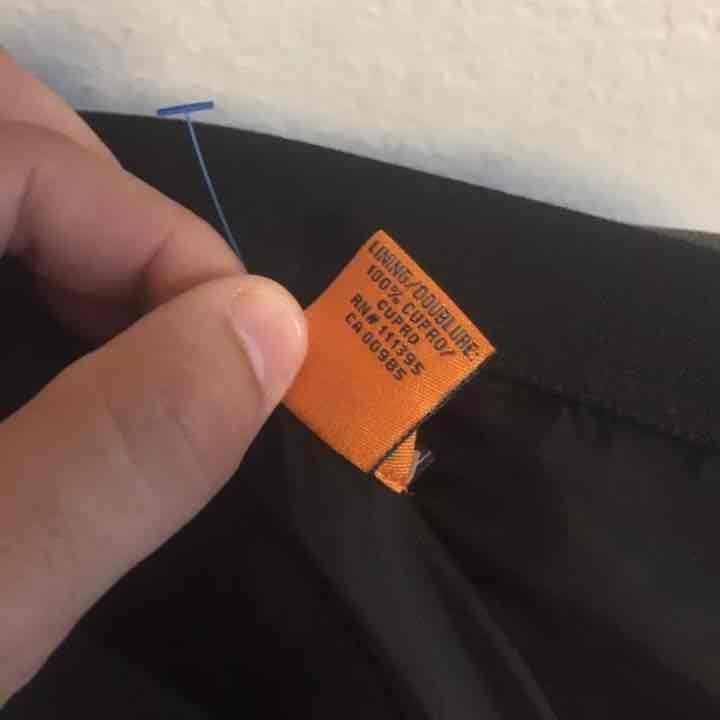 LINING/DOUBLURE:
100% CUPRO/
CUPRO
RN# 111395
CA 00985